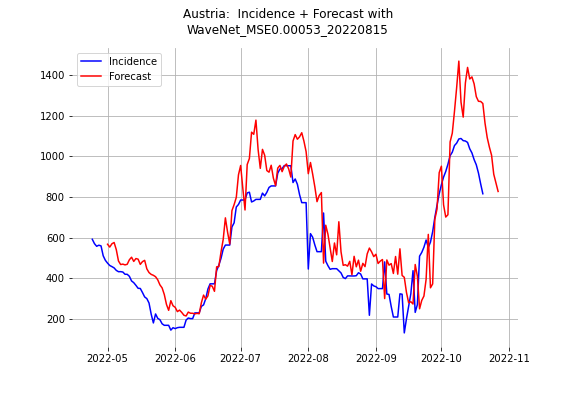 Austria:  Incidence + Forecast with
WaveNet_MSE0.00053_20220815
Incidence
Forecast
1400
1200
1000
800
600
400
200
2022-05 2022-06 2022-07 2022-08 2022-09 2022-10 2022-11